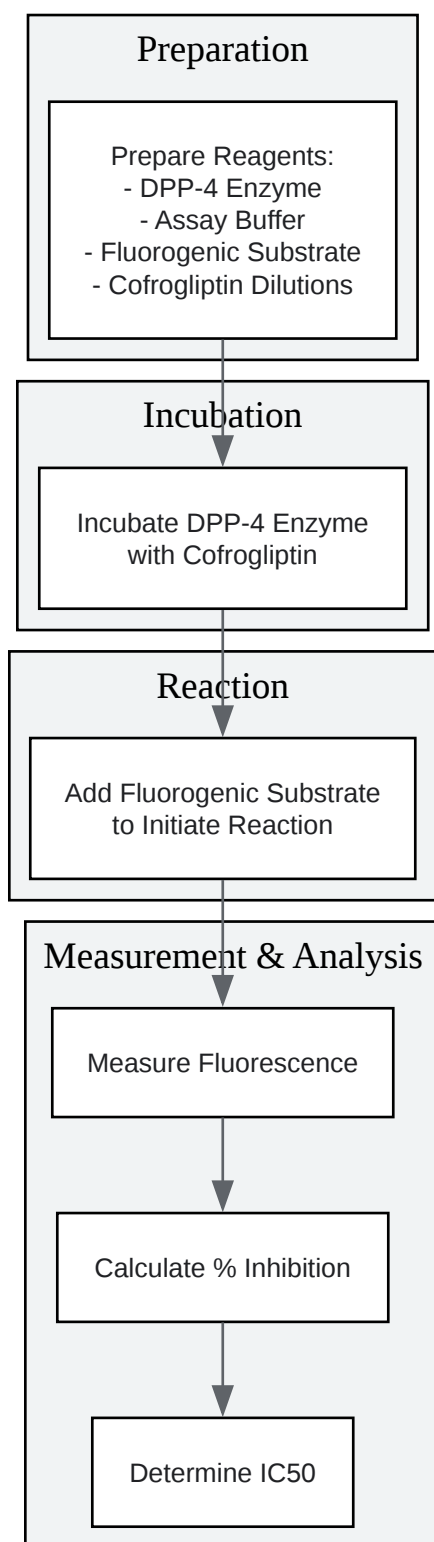 Preparation
Prepare Reagents:
- DPP-4 Enzyme
- Assay Buffer
- Fluorogenic Substrate
- Cofrogliptin Dilutions
Incubation
Incubate DPP-4 Enzyme
with Cofrogliptin
Reaction
Add Fluorogenic Substrate
to Initiate Reaction
Measurement & Analysis
Measure Fluorescence
Calculate % Inhibition
Determine IC50